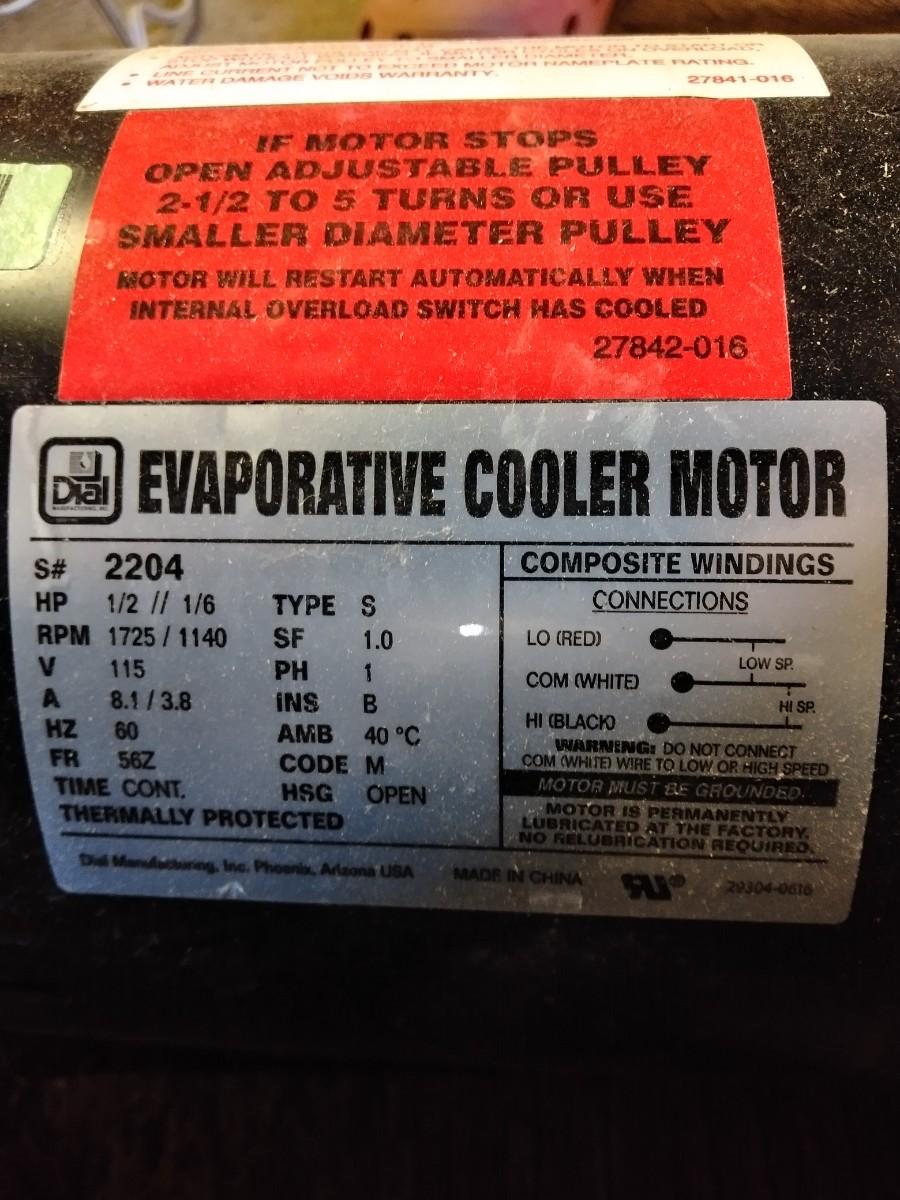 • LINE CURRENT NOT TO EXCEED MOTOR NAMEPLATE RATING.
• WATER DAMAGE VOIDS WARRANTY.
27841-016
IF MOTOR STOPS
OPEN ADJUSTABLE PULLEY
2-1/2 TO 5 TURNS OR USE
SMALLER DIAMETER PULLEY
MOTOR WILL RESTART AUTOMATICALLY WHEN
INTERNAL OVERLOAD SWITCH HAS COOLED
27842-016
Dial
MANUFACTURING, INC.
EVAPORATIVE COOLER MOTOR
S# 2204
HP 1/2 // 1/6 TYPE S
RPM 1725 / 1140 SF 1.0
V 115 PH 1
A 8.1 / 3.8 INS B
HZ 60 AMB 40 °C
FR 56Z CODE M
TIME CONT. HSG OPEN
THERMALLY PROTECTED
COMPOSITE WINDINGS
CONNECTIONS
LO (RED)
LOW SP.
COM (WHITE)
HI SP.
HI (BLACK)
WARNING: DO NOT CONNECT
COM (WHITE) WIRE TO LOW OR HIGH SPEED
MOTOR MUST BE GROUNDED.
MOTOR IS PERMANENTLY
LUBRICATED AT THE FACTORY.
NO RELUBRICATION REQUIRED.
Dial Manufacturing, Inc. Phoenix, Arizona USA MADE IN CHINA RU® 29304-0616